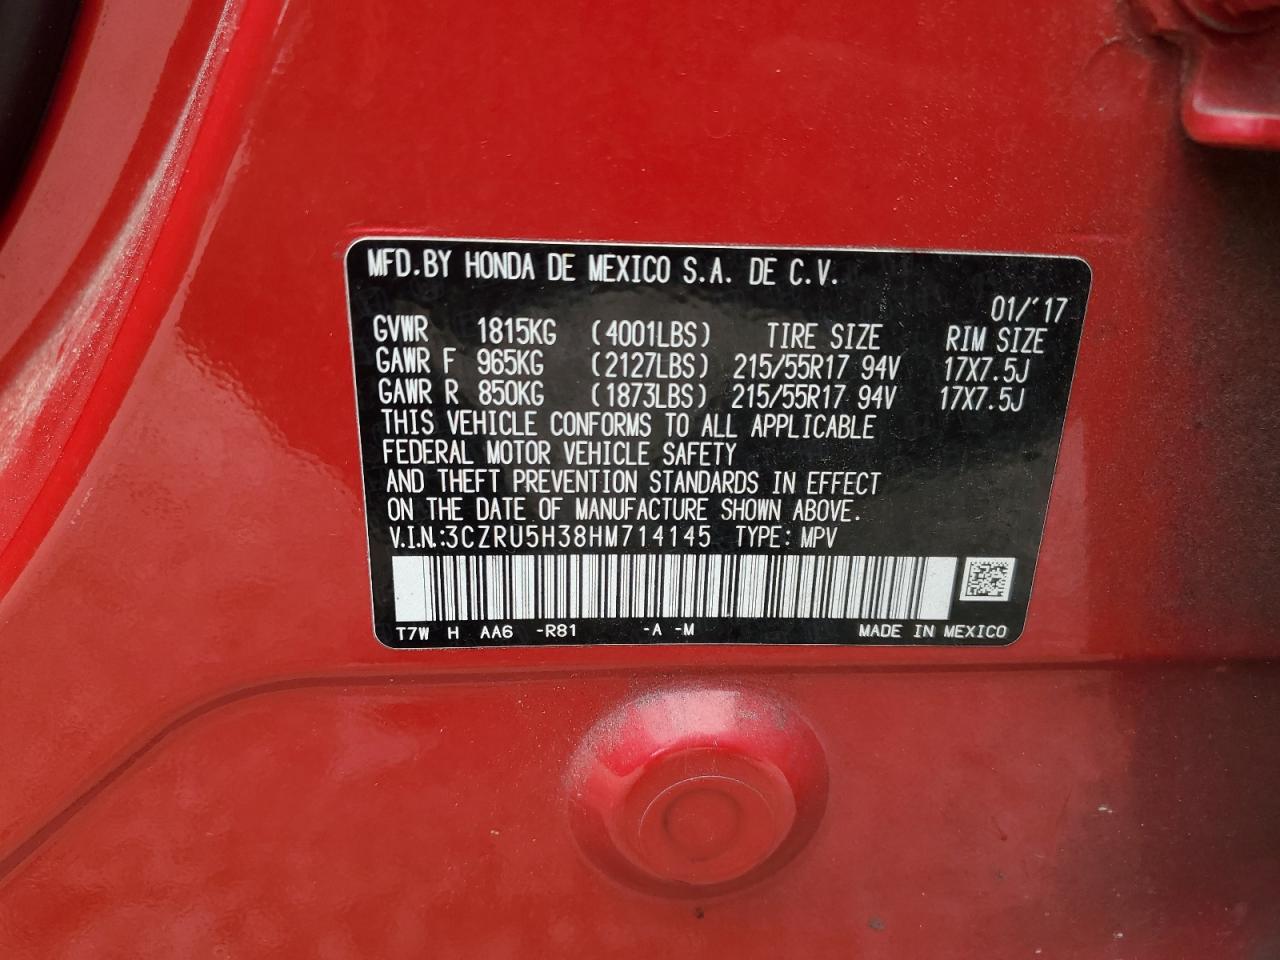 MFD.BY HONDA DE MEXICO S.A. DE C.V.
01/'17
GVWR 1815KG (4001LBS) TIRE SIZE RIM SIZE
GAWR F 965KG (2127LBS) 215/55R17 94V 17X7.5J
GAWR R 850KG (1873LBS) 215/55R17 94V 17X7.5J
THIS VEHICLE CONFORMS TO ALL APPLICABLE
FEDERAL MOTOR VEHICLE SAFETY
AND THEFT PREVENTION STANDARDS IN EFFECT
ON THE DATE OF MANUFACTURE SHOWN ABOVE.
V.I.N.:3CZRU5H38HM714145 TYPE: MPV
T7W H AA6 -R81 -A -M MADE IN MEXICO